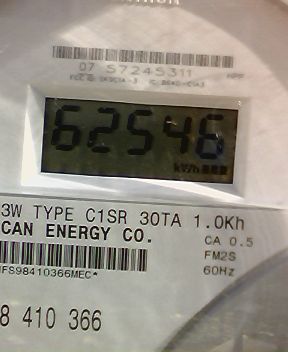 07 57245311
62546
kWh
3W TYPE C1SR 30TA 1.0Kh
CAN ENERGY CO.
CA 0.5
FM2S
60Hz
FS98410366MEC*
8 410 366